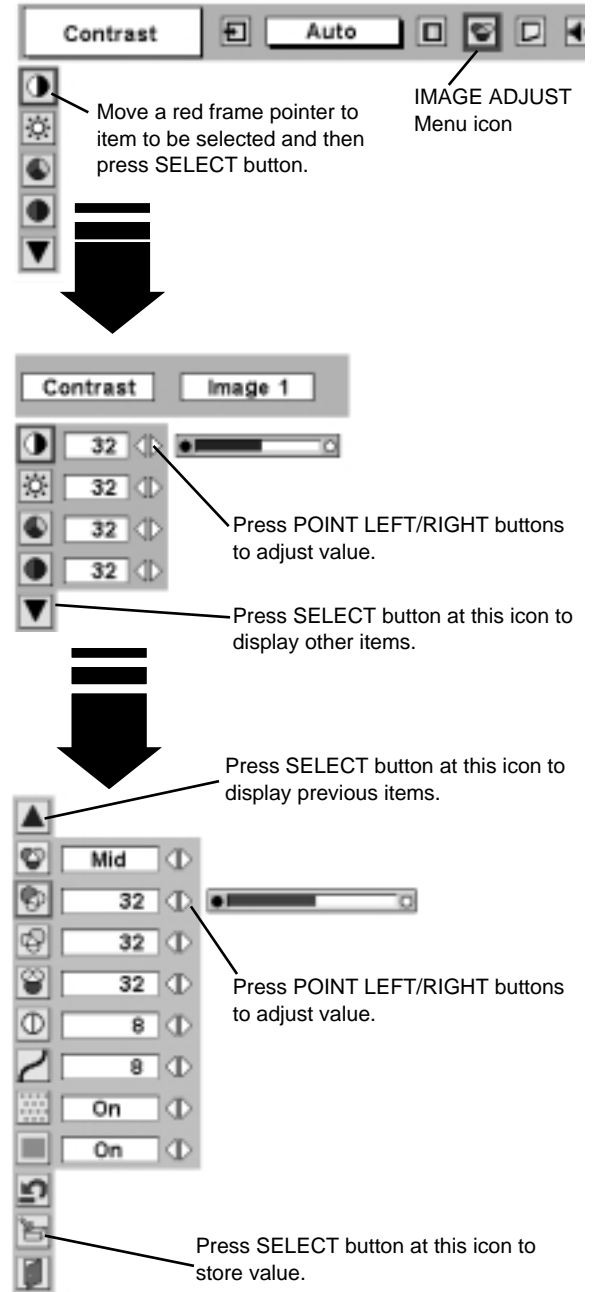 Contrast Auto
IMAGE ADJUST
Menu icon
Move a red frame pointer to
item to be selected and then
press SELECT button.
Contrast Image 1
32
32
32
32
Press POINT LEFT/RIGHT buttons
to adjust value.
Press SELECT button at this icon to
display other items.
Press SELECT button at this icon to
display previous items.
Mid
32
32
32
8
8
On
On
Press POINT LEFT/RIGHT buttons
to adjust value.
Press SELECT button at this icon to
store value.